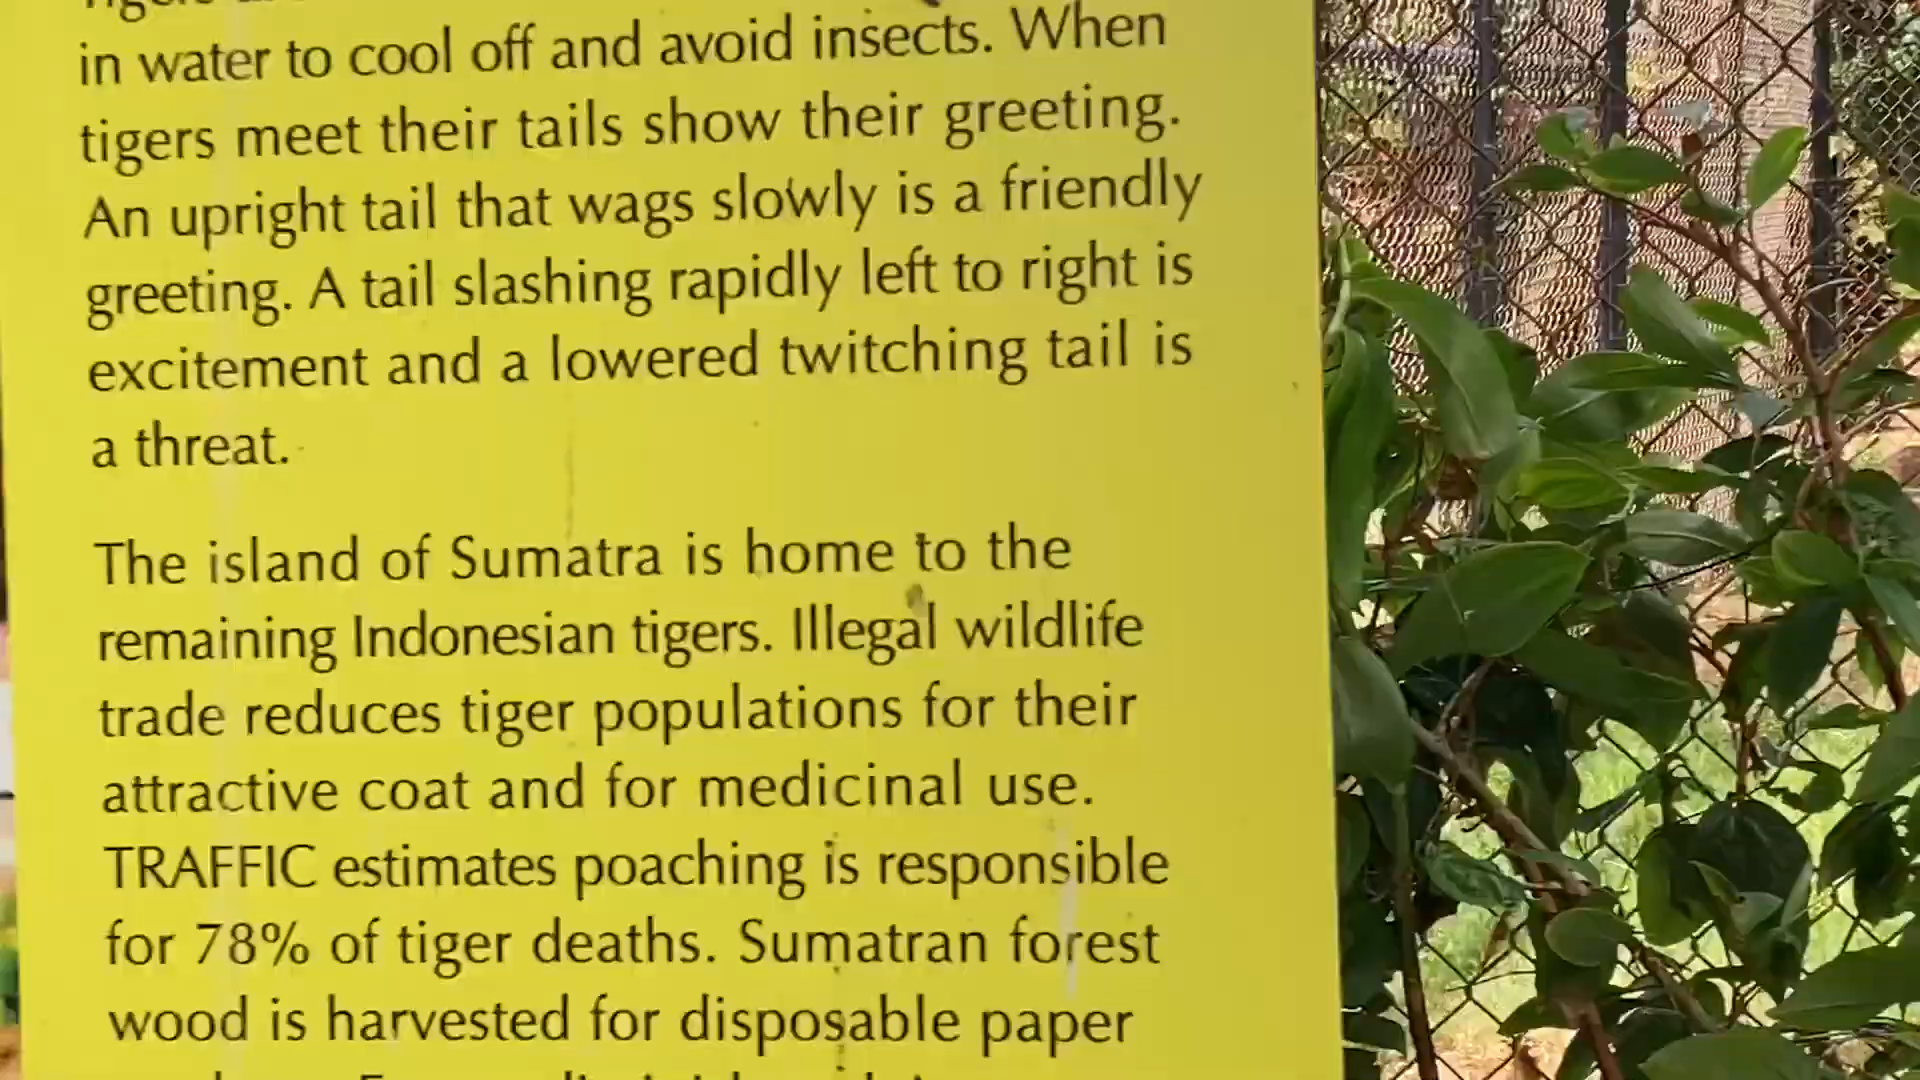 in water to cool off and avoid insects. When
tigers meet their tails show their greeting.
An upright tail that wags slowly is a friendly
greeting. A tail slashing rapidly left to right is
excitement and a lowered twitching tail is
a threat.
The island of Sumatra is home to the
remaining Indonesian tigers. Illegal wildlife
trade reduces tiger populations for their
attractive coat and for medicinal use.
TRAFFIC estimates poaching is responsible
for 78% of tiger deaths. Sumatran forest
wood is harvested for disposable paper